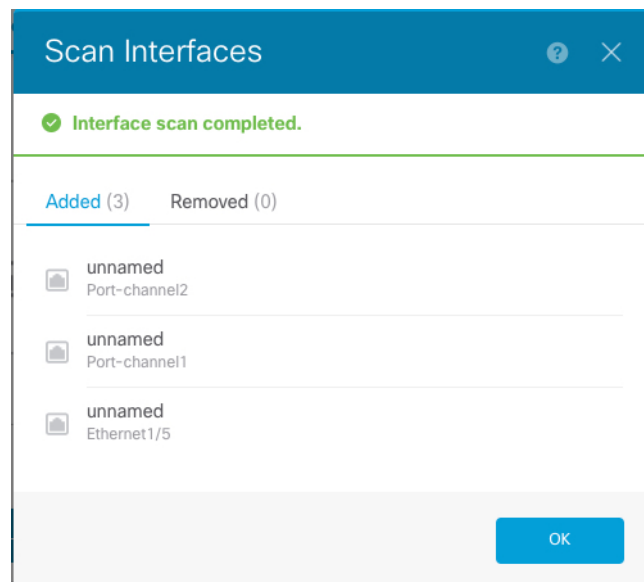 Scan Interfaces
Interface scan completed.
Added (3) Removed (0)
unnamed
Port-channel2
unnamed
Port-channel1
unnamed
Ethernet1/5
OK